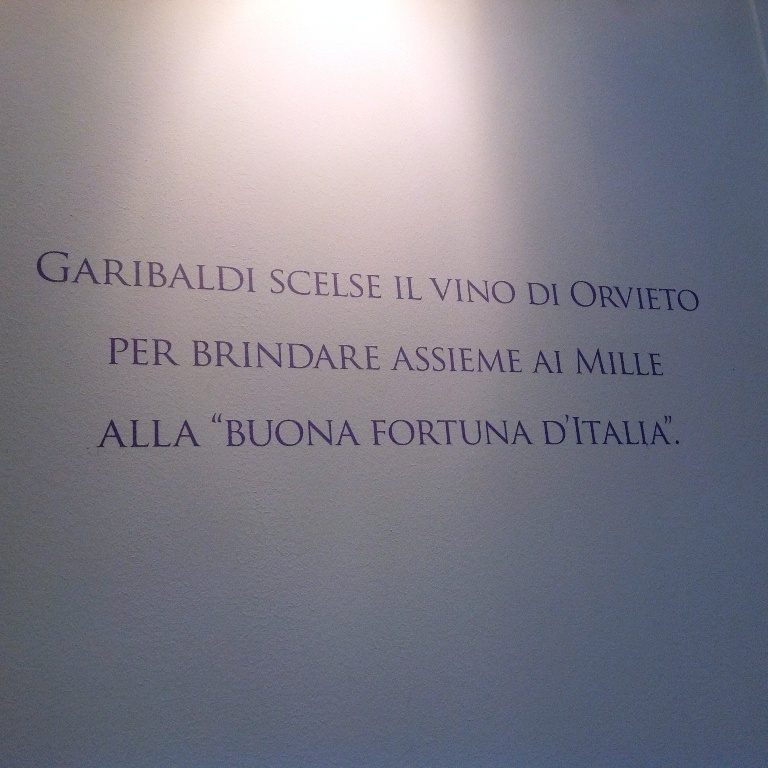 GARIBALDI SCELSE IL VINO DI ORVIETO
PER BRINDARE ASSIEME AI MILLE
ALLA “BUONA FORTUNA D'ITALIA”.